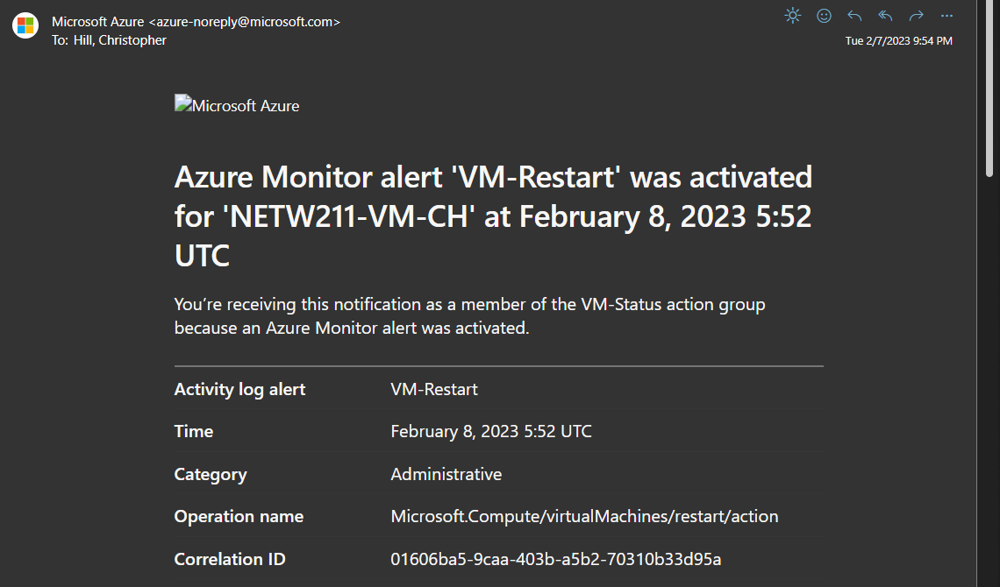 Microsoft Azure <azure-noreply@microsoft.com>
To: Hill, Christopher
Tue 2/7/2023 9:54 PM
Microsoft Azure
Azure Monitor alert 'VM-Restart' was activated
for 'NETW211-VM-CH' at February 8, 2023 5:52
UTC
You're receiving this notification as a member of the VM-Status action group
because an Azure Monitor alert was activated.
Activity log alert VM-Restart
Time February 8, 2023 5:52 UTC
Category Administrative
Operation name Microsoft.Compute/virtualMachines/restart/action
Correlation ID 01606ba5-9caa-403b-a5b2-70310b33d95a